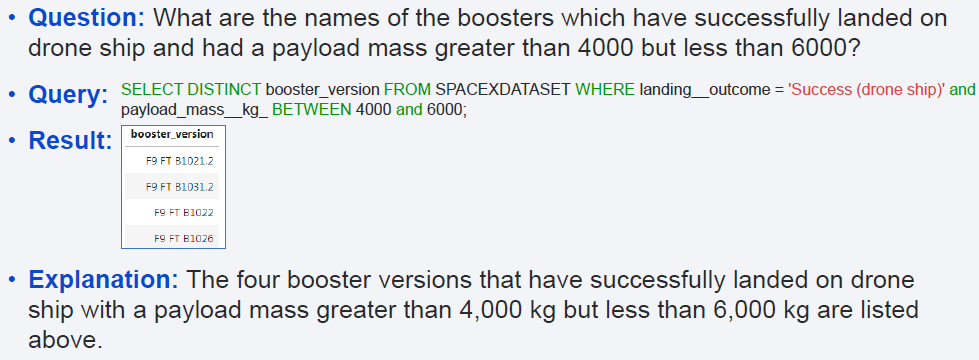 • Question: What are the names of the boosters which have successfully landed on
drone ship and had a payload mass greater than 4000 but less than 6000?
• Query: SELECT DISTINCT booster_version FROM SPACEXDATASET WHERE landing__outcome = 'Success (drone ship)' and
payload_mass__kg_ BETWEEN 4000 and 6000;
• Result:
booster_version
F9 FT B1021.2
F9 FT B1031.2
F9 FT B1022
F9 FT B1026
• Explanation: The four booster versions that have successfully landed on drone
ship with a payload mass greater than 4,000 kg but less than 6,000 kg are listed
above.